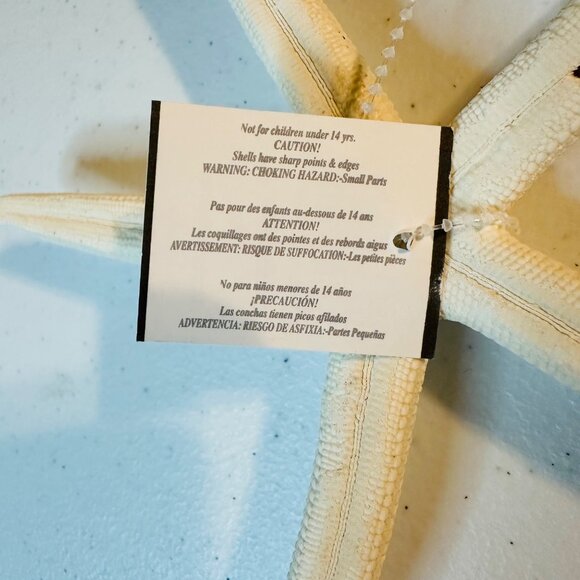 Not for children under 14 yrs.
CAUTION!
Shells have sharp points & edges
WARNING: CHOKING HAZARD:-Small Parts
Pas pour des enfants au-dessous de 14 ans
ATTENTION!
Les coquillages ont des pointes et des rebords aigus
AVERTISSEMENT: RISQUE DE SUFFOCATION:-Les petites pièces
No para niños menores de 14 años
¡PRECAUCIÓN!
Las conchas tienen picos afilados
ADVERTENCIA: RIESGO DE ASFIXIA:-Partes Pequeñas